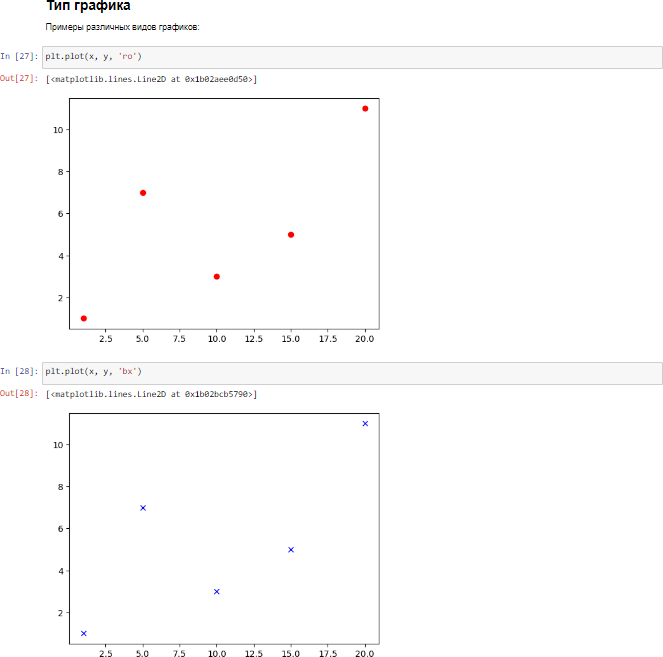 Тип графика
Примеры различных видов графиков:
In [27]: plt.plot(x, y, 'ro')
Out[27]: [<matplotlib.lines.Line2D at 0x1b02aee0d50>]
10
8
6
4
2
2.5 5.0 7.5 10.0 12.5 15.0 17.5 20.0
In [28]: plt.plot(x, y, 'bx')
Out[28]: [<matplotlib.lines.Line2D at 0x1b02bcb5790>]
10
8
6
4
2
2.5 5.0 7.5 10.0 12.5 15.0 17.5 20.0